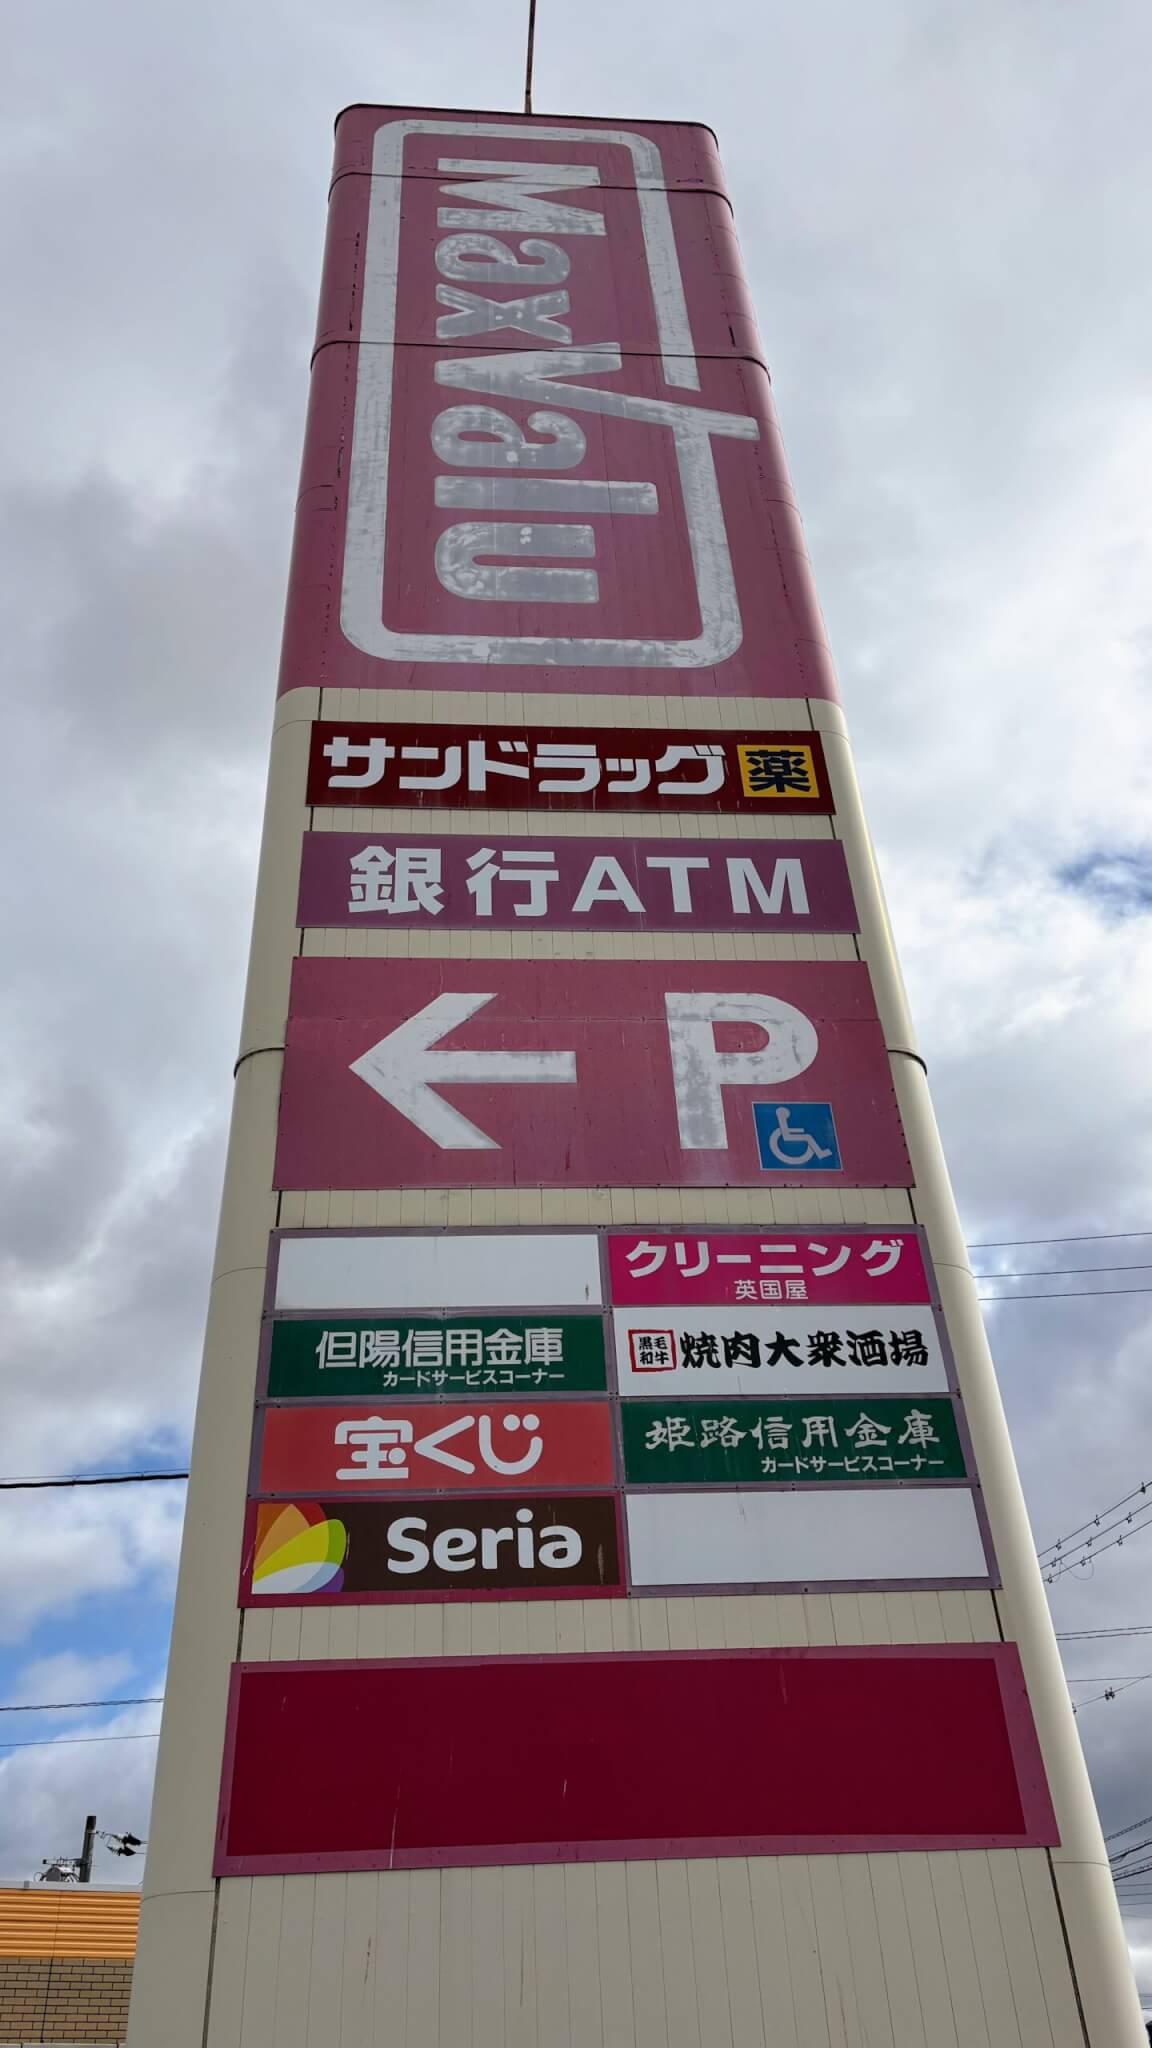 MaxValu
サンドラッグ 薬
銀行ATM
← P
クリーニング
英国屋
但陽信用金庫
カードサービスコーナー
黒毛和牛 焼肉大衆酒場
宝くじ
姫路信用金庫
カードサービスコーナー
Seria